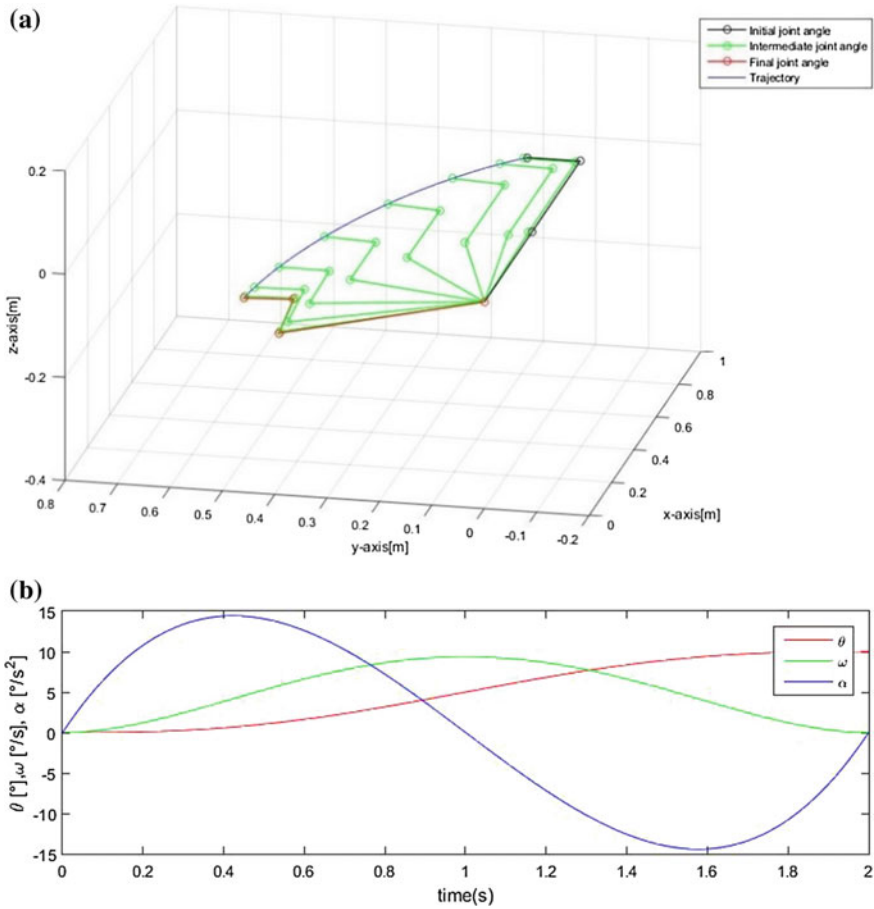 (a)
Initial joint angle
Intermediate joint angle
Final joint angle
Trajectory
0.2
0
-0.2
-0.4
z-axis[m]
0.8
0.7
0.6
0.5
0.4
0.3
0.2
0.1
0
-0.1
-0.2
y-axis[m]
0
0.2
0.4
0.6
0.8
1
x-axis[m]
(b)
15
10
5
0
-5
-10
-15
θ [°],ω [°/s], α [°/s²]
θ
ω
α
0
0.2
0.4
0.6
0.8
1.0
1.2
1.4
1.6
1.8
2
time(s)